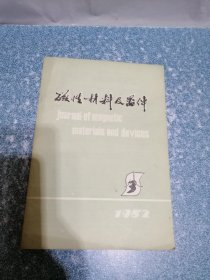 磁性材料及器件
Journal of magnetic
materials and devices
3
1982